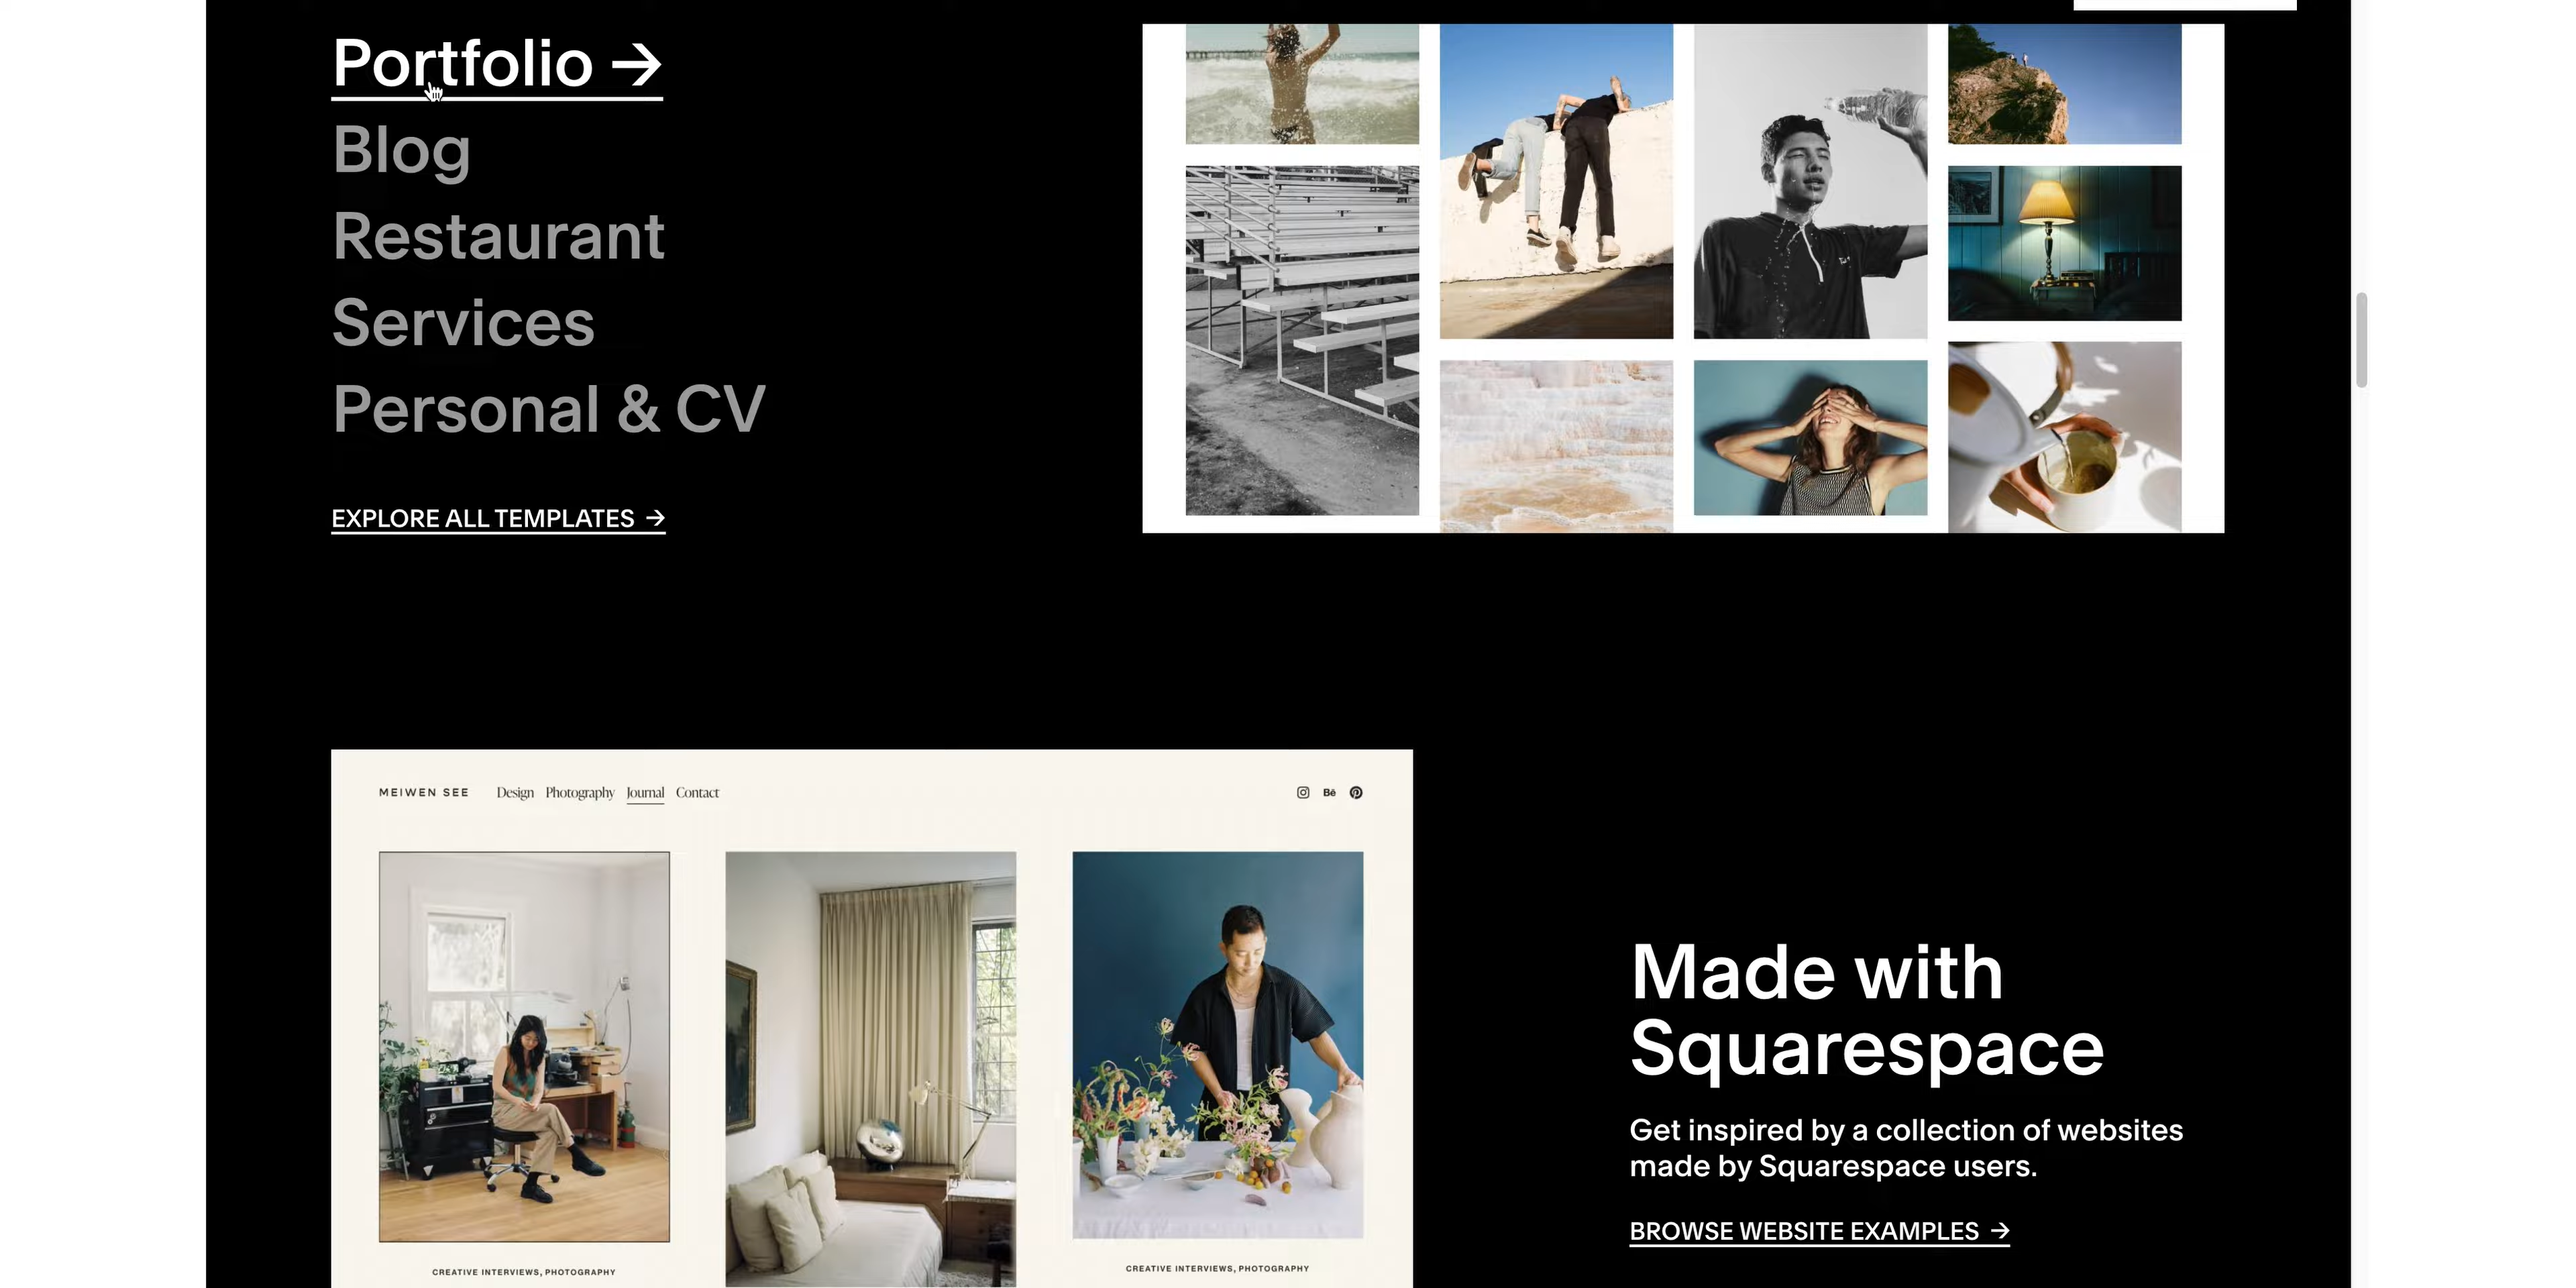 Portfolio →
Blog
Restaurant
Services
Personal & CV
EXPLORE ALL TEMPLATES →
MEIWEN SEE Design Photography Journal Contact Bē
CREATIVE INTERVIEWS, PHOTOGRAPHY
CREATIVE INTERVIEWS, PHOTOGRAPHY
Made with
Squarespace
Get inspired by a collection of websites
made by Squarespace users.
BROWSE WEBSITE EXAMPLES →